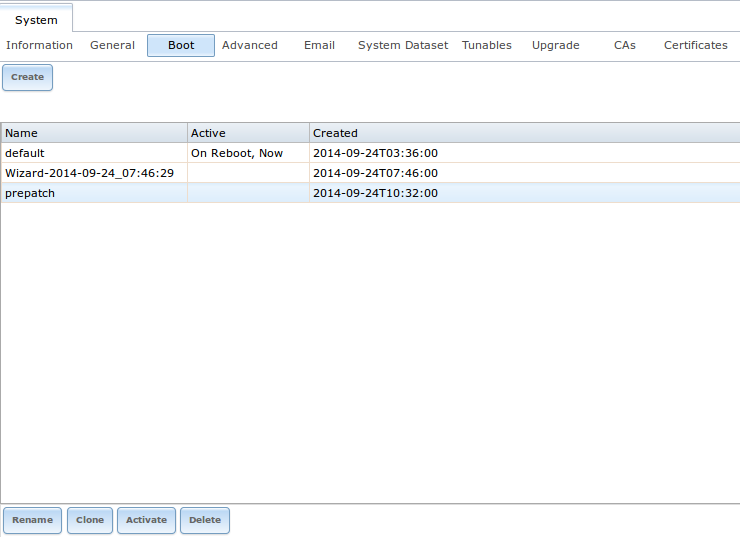 System
Information General Boot Advanced Email System Dataset Tunables Upgrade CAs Certificates
Create
Name Active Created
default On Reboot, Now 2014-09-24T03:36:00
Wizard-2014-09-24_07:46:29 2014-09-24T07:46:00
prepatch 2014-09-24T10:32:00
Rename Clone Activate Delete